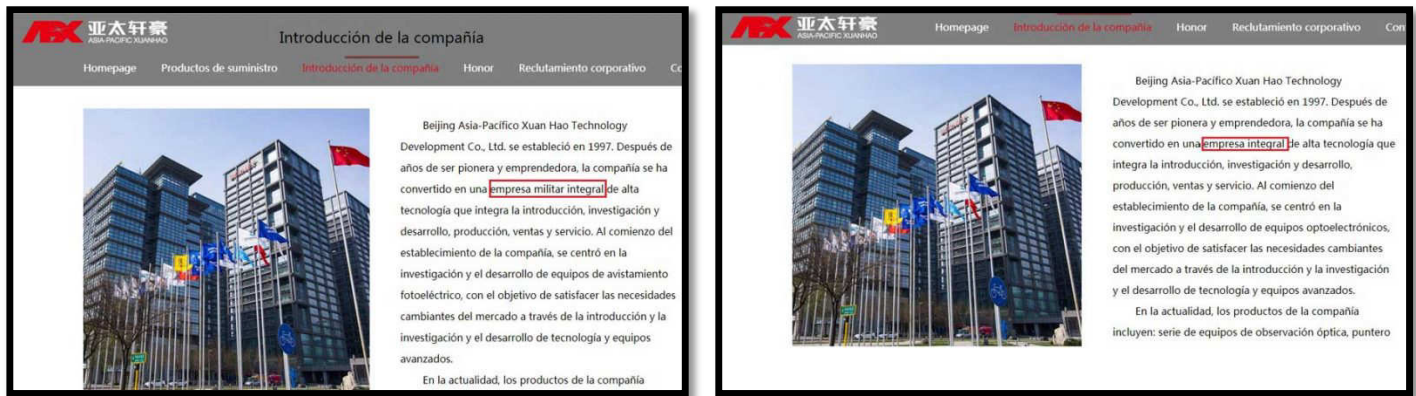 亚太轩豪
ASIA-PACIFIC XUANHAO
Introducción de la compañía
Homepage Productos de suministro Introducción de la compañía Honor Reclutamiento corporativo Co
Beijing Asia-Pacífico Xuan Hao Technology
Development Co., Ltd. se estableció en 1997. Después de
años de ser pionera y emprendedora, la compañía se ha
convertido en una empresa militar integral de alta
tecnología que integra la introducción, investigación y
desarrollo, producción, ventas y servicio. Al comienzo del
establecimiento de la compañía, se centró en la
investigación y el desarrollo de equipos de avistamiento
fotoeléctrico, con el objetivo de satisfacer las necesidades
cambiantes del mercado a través de la introducción y la
investigación y el desarrollo de tecnología y equipos
avanzados.
En la actualidad, los productos de la compañía
亚太轩豪
ASIA-PACIFIC XUANHAO
Homepage Introducción de la compañía Honor Reclutamiento corporativo Con
Beijing Asia-Pacífico Xuan Hao Technology
Development Co., Ltd. se estableció en 1997. Después de
años de ser pionera y emprendedora, la compañía se ha
convertido en una empresa integral de alta tecnología que
integra la introducción, investigación y desarrollo,
producción, ventas y servicio. Al comienzo del
establecimiento de la compañía, se centró en la
investigación y el desarrollo de equipos optoelectrónicos,
con el objetivo de satisfacer las necesidades cambiantes
del mercado a través de la introducción y la investigación
y el desarrollo de tecnología y equipos avanzados.
En la actualidad, los productos de la compañía
incluyen: serie de equipos de observación óptica, puntero